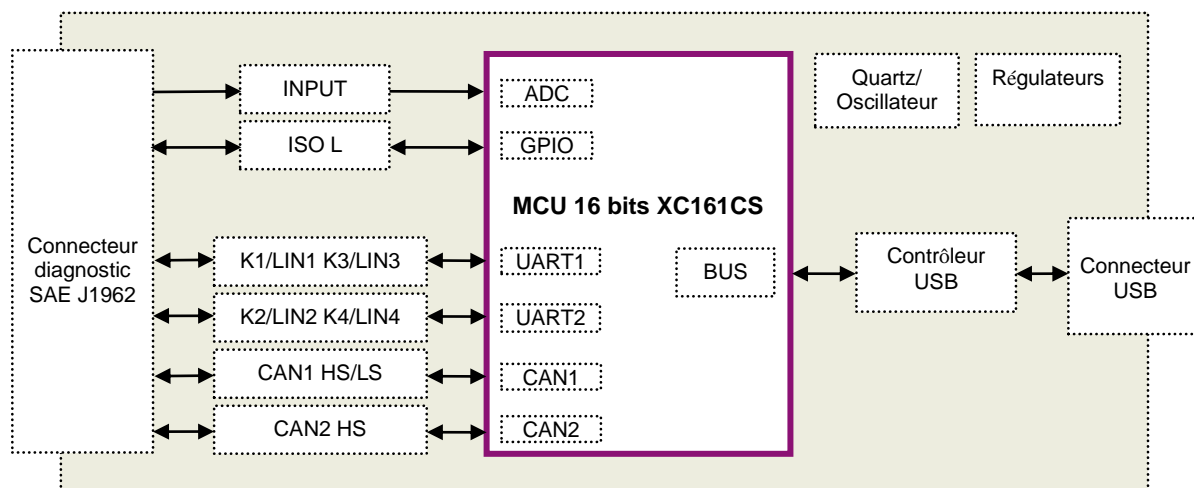 Connecteur
diagnostic
SAE J1962
INPUT
ISO L
K1/LIN1 K3/LIN3
K2/LIN2 K4/LIN4
CAN1 HS/LS
CAN2 HS
ADC
GPIO
MCU 16 bits XC161CS
UART1
UART2
CAN1
CAN2
BUS
Quartz/
Oscillateur
Régulateurs
Contrôleur
USB
Connecteur
USB